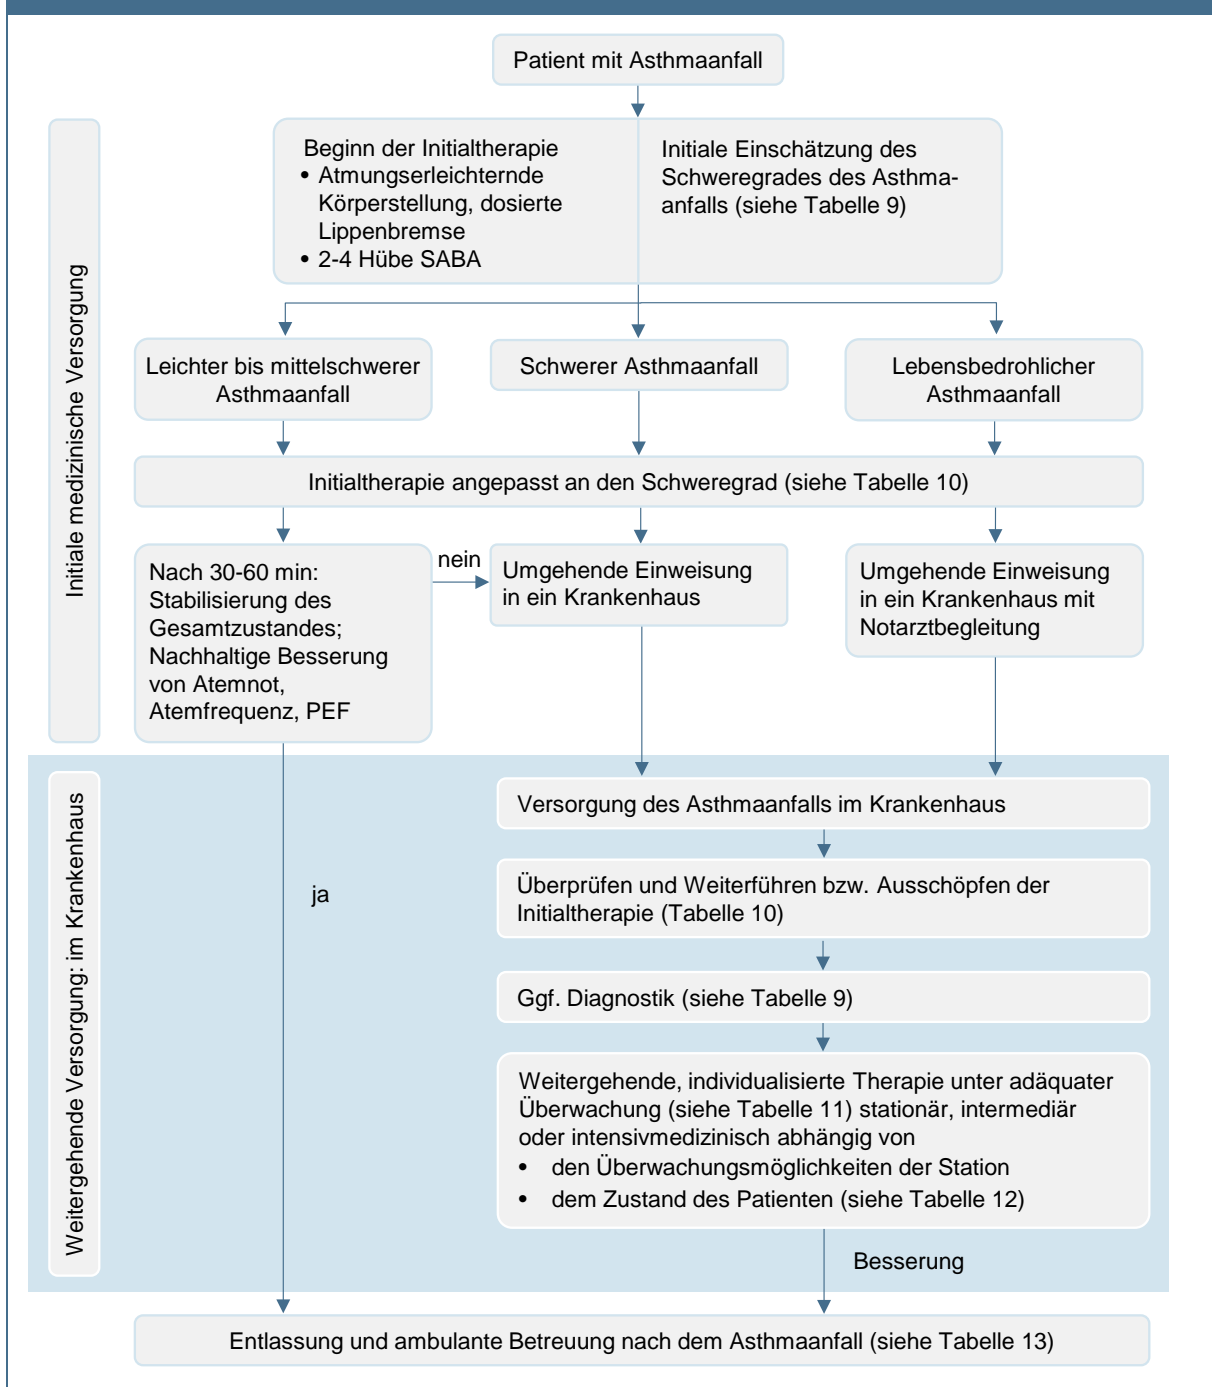 Patient mit Asthmaanfall
Initiale medizinische Versorgung
Beginn der Initialtherapie
• Atmungserleichternde
Körperstellung, dosierte
Lippenbremse
• 2-4 Hübe SABA
Initiale Einschätzung des
Schweregrades des Asthma-
anfalls (siehe Tabelle 9)
Leichter bis mittelschwerer
Asthmaanfall
Schwerer Asthmaanfall
Lebensbedrohlicher
Asthmaanfall
Initialtherapie angepasst an den Schweregrad (siehe Tabelle 10)
Nach 30-60 min:
Stabilisierung des
Gesamtzustandes;
Nachhaltige Besserung
von Atemnot,
Atemfrequenz, PEF
nein
Umgehende Einweisung
in ein Krankenhaus
Umgehende Einweisung
in ein Krankenhaus mit
Notarztbegleitung
Weitergehende Versorgung: im Krankenhaus
ja
Versorgung des Asthmaanfalls im Krankenhaus
Überprüfen und Weiterführen bzw. Ausschöpfen der
Initialtherapie (Tabelle 10)
Ggf. Diagnostik (siehe Tabelle 9)
Weitergehende, individualisierte Therapie unter adäquater
Überwachung (siehe Tabelle 11) stationär, intermediär
oder intensivmedizinisch abhängig von
• den Überwachungsmöglichkeiten der Station
• dem Zustand des Patienten (siehe Tabelle 12)
Besserung
Entlassung und ambulante Betreuung nach dem Asthmaanfall (siehe Tabelle 13)